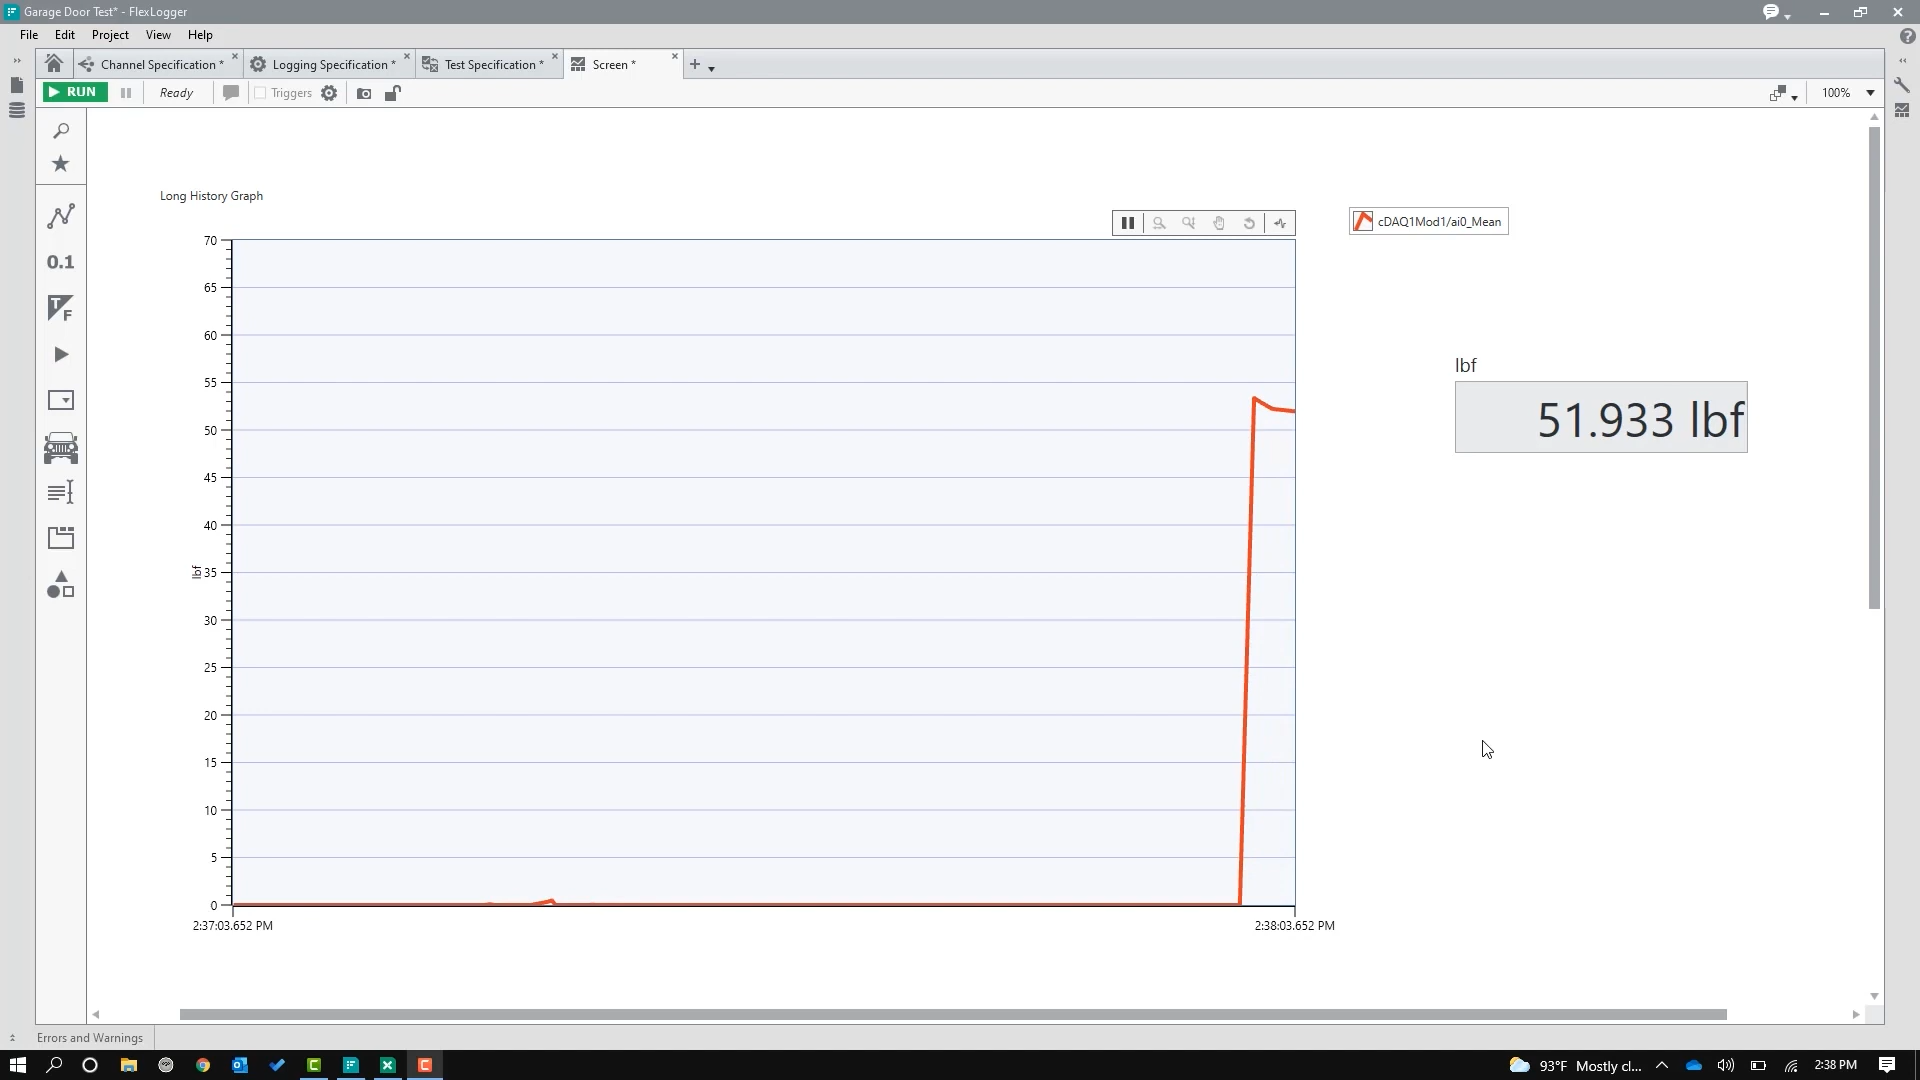 Garage Door Test* - FlexLogger
File Edit Project View Help
Channel Specification * Logging Specification * Test Specification * Screen *
RUN Ready Triggers 100%
Long History Graph
cDAQ1Mod1/ai0_Mean
0.1
T
F
70
65
60
55
50
45
40
35
30
25
20
15
10
5
0
lbf
2:37:03.652 PM 2:38:03.652 PM
lbf
51.933 lbf
Errors and Warnings
93°F Mostly cl... 2:38 PM